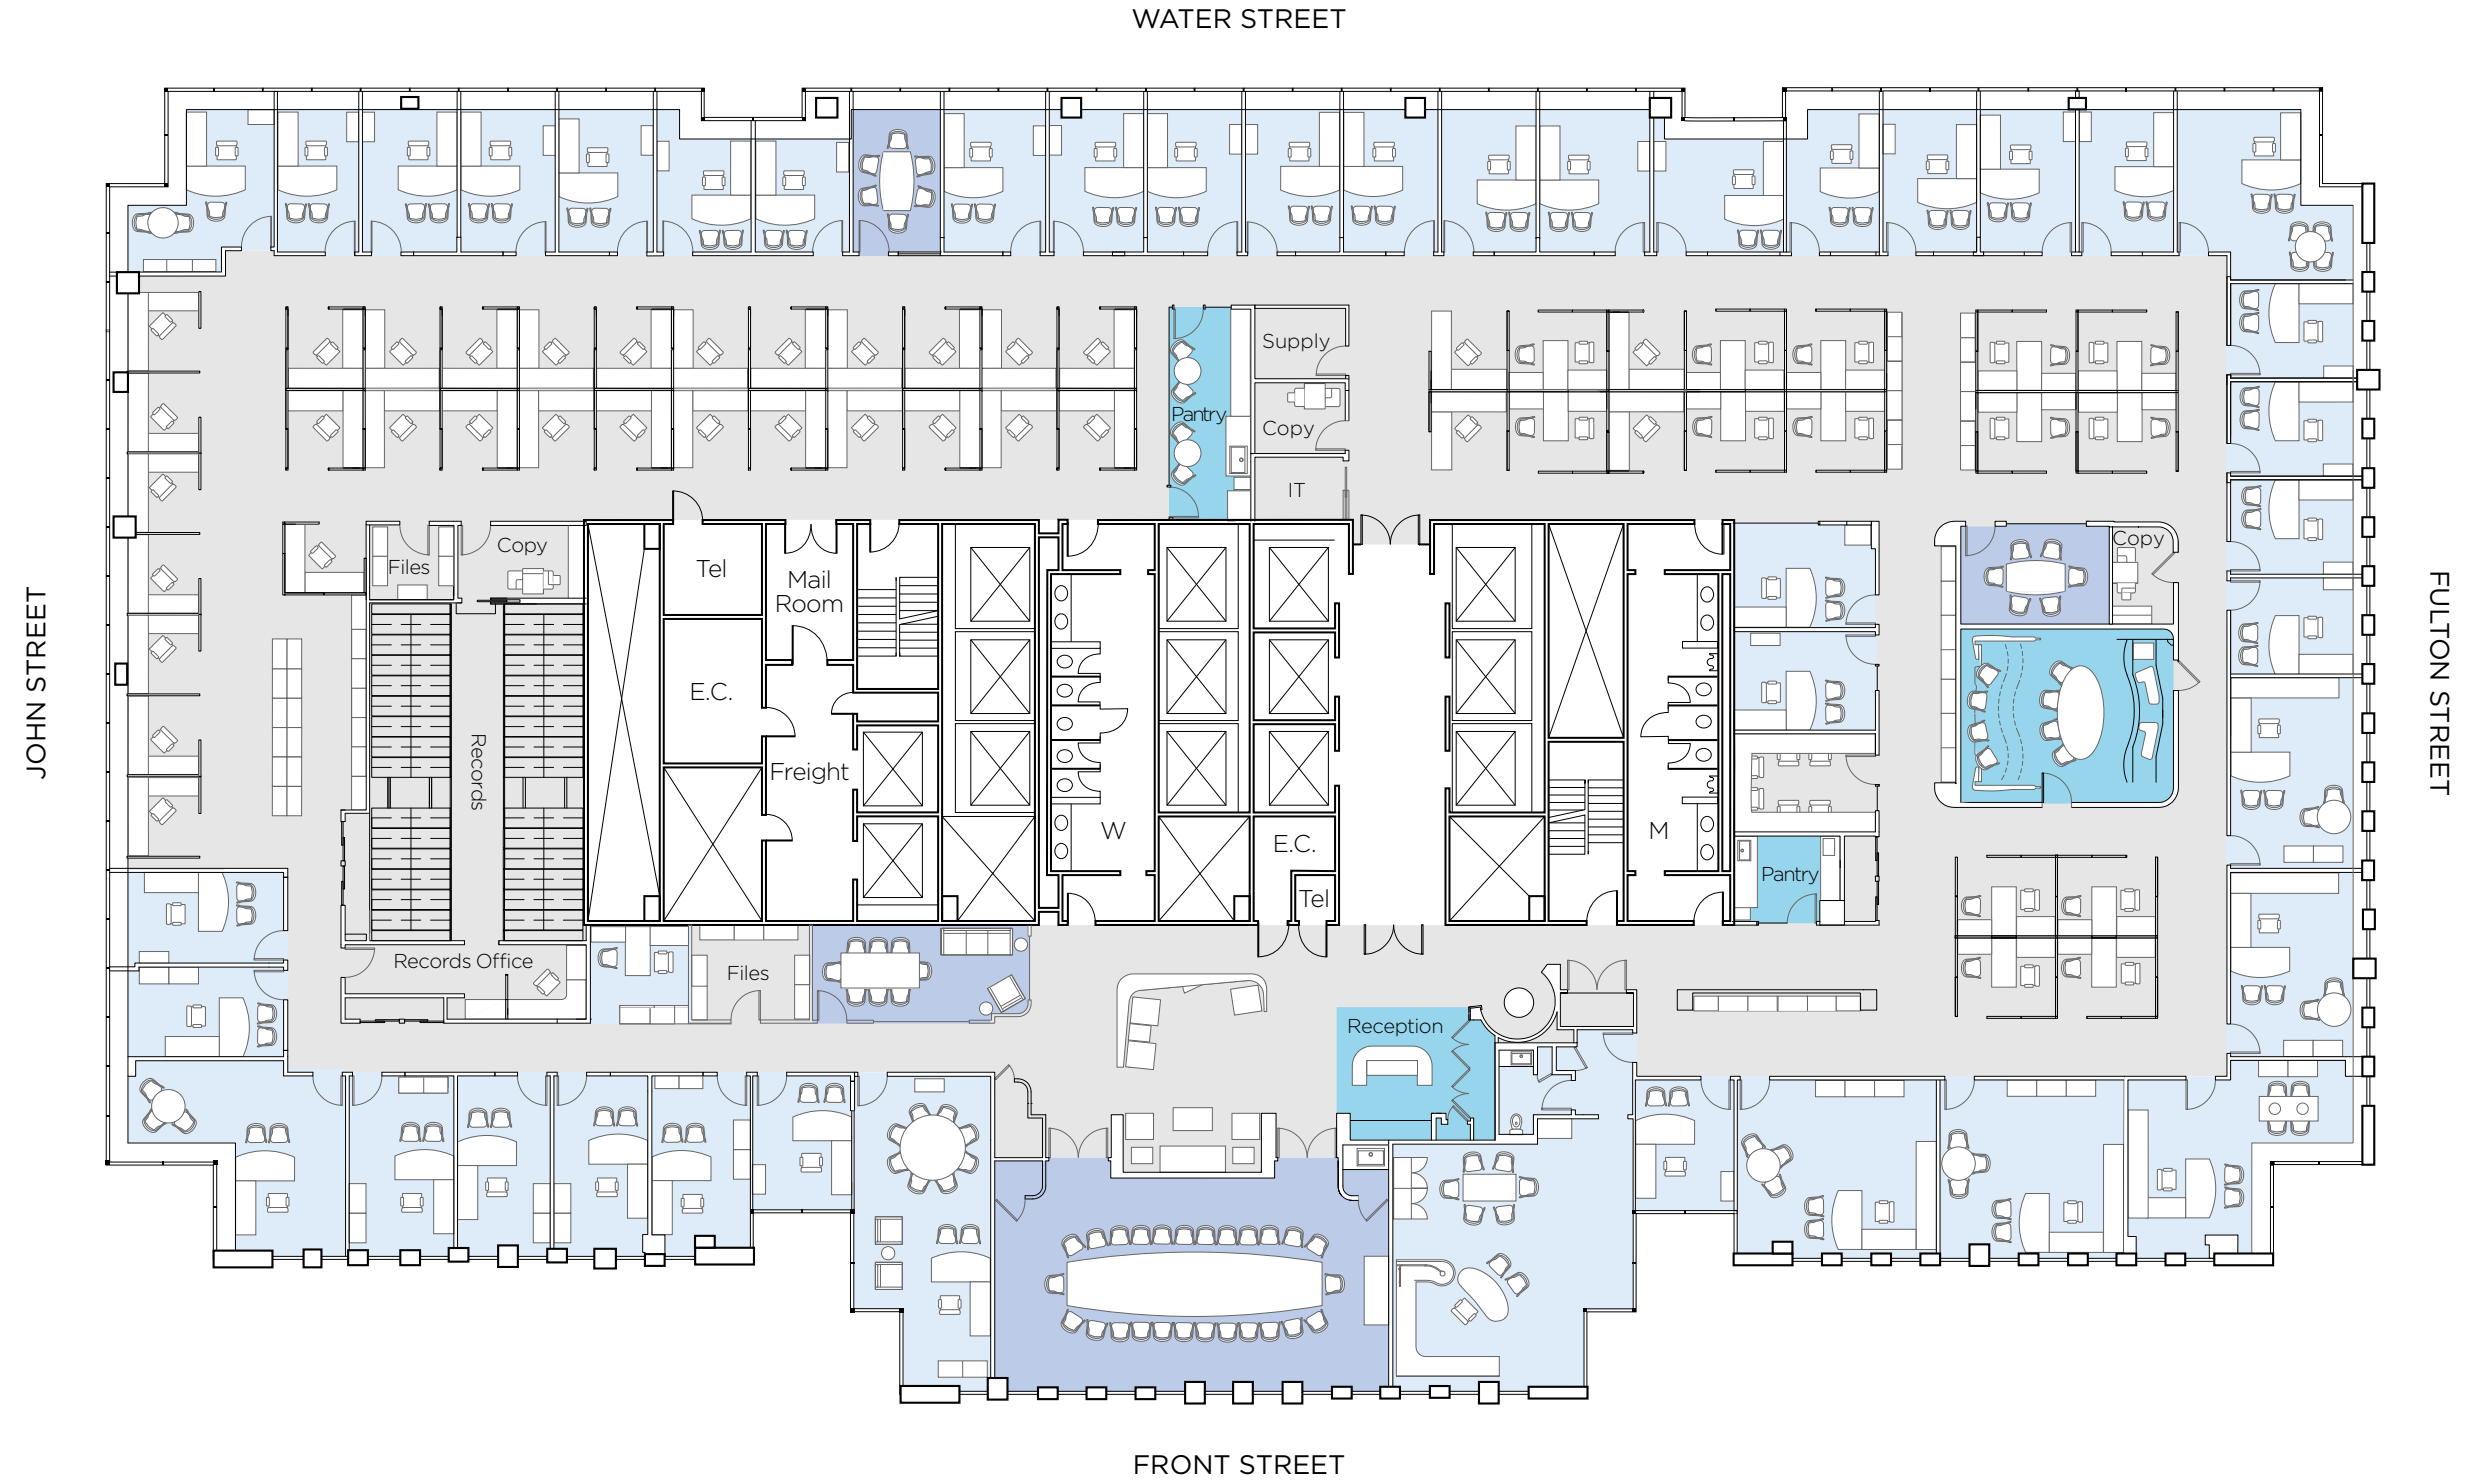 WATER STREET
Supply
Pantry
Copy
IT
Files
Copy
Tel
Mail
Room
Copy
JOHN STREET
FULTON STREET
E.C.
Records
Freight
W
E.C.
M
Tel
Pantry
Records Office
Files
Reception
FRONT STREET